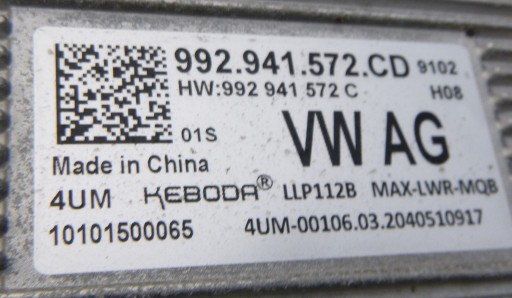 992.941.572.CD 9102
HW:992 941 572 C H08
01S VW AG
Made in China
4UM KEBODA® LLP112B MAX-LWR-MQB
10101500065 4UM-00106.03.2040510917